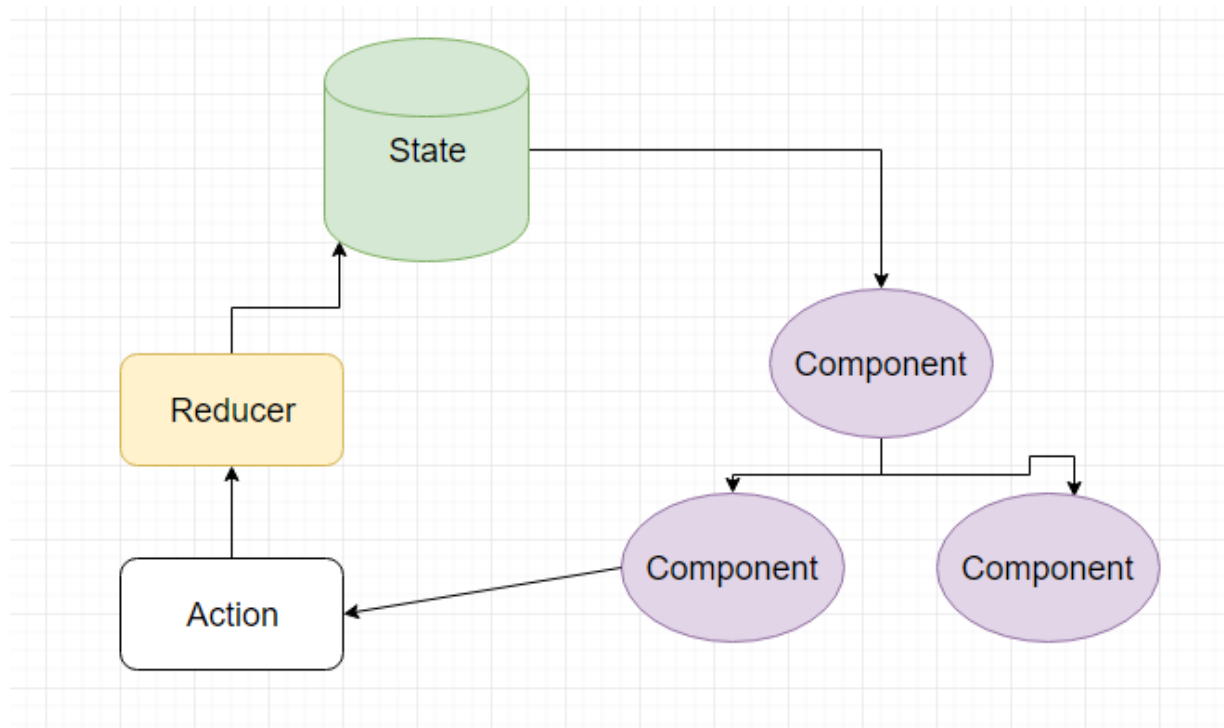 State
Component
Reducer
Component
Component
Action